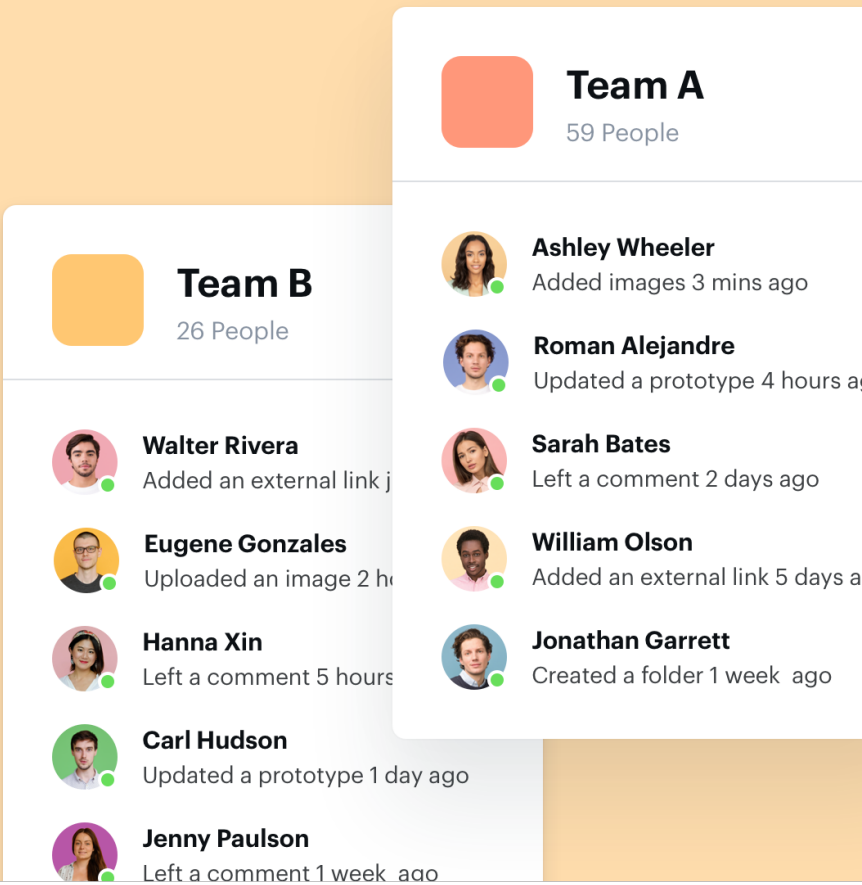 Team A
59 People
Ashley Wheeler
Added images 3 mins ago
Roman Alejandre
Updated a prototype 4 hours
Sarah Bates
Left a comment 2 days ago
William Olson
Added an external link 5 days
Jonathan Garrett
Created a folder 1 week  ago
Team B
26 People
Walter Rivera
Added an external link
Eugene Gonzales
Uploaded an image 2
Hanna Xin
Left a comment 5 hours
Carl Hudson
Updated a prototype 1 day ago
Jenny Paulson
Left a comment 1 week  ago